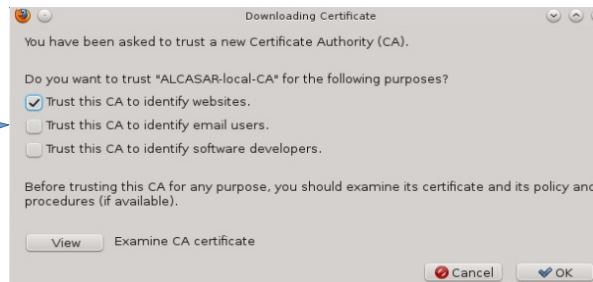 Downloading Certificate
You have been asked to trust a new Certificate Authority (CA).
Do you want to trust "ALCASAR-local-CA" for the following purposes?
Trust this CA to identify websites.
Trust this CA to identify email users.
Trust this CA to identify software developers.
Before trusting this CA for any purpose, you should examine its certificate and its policy and
procedures (if available).
View Examine CA certificate
Cancel OK